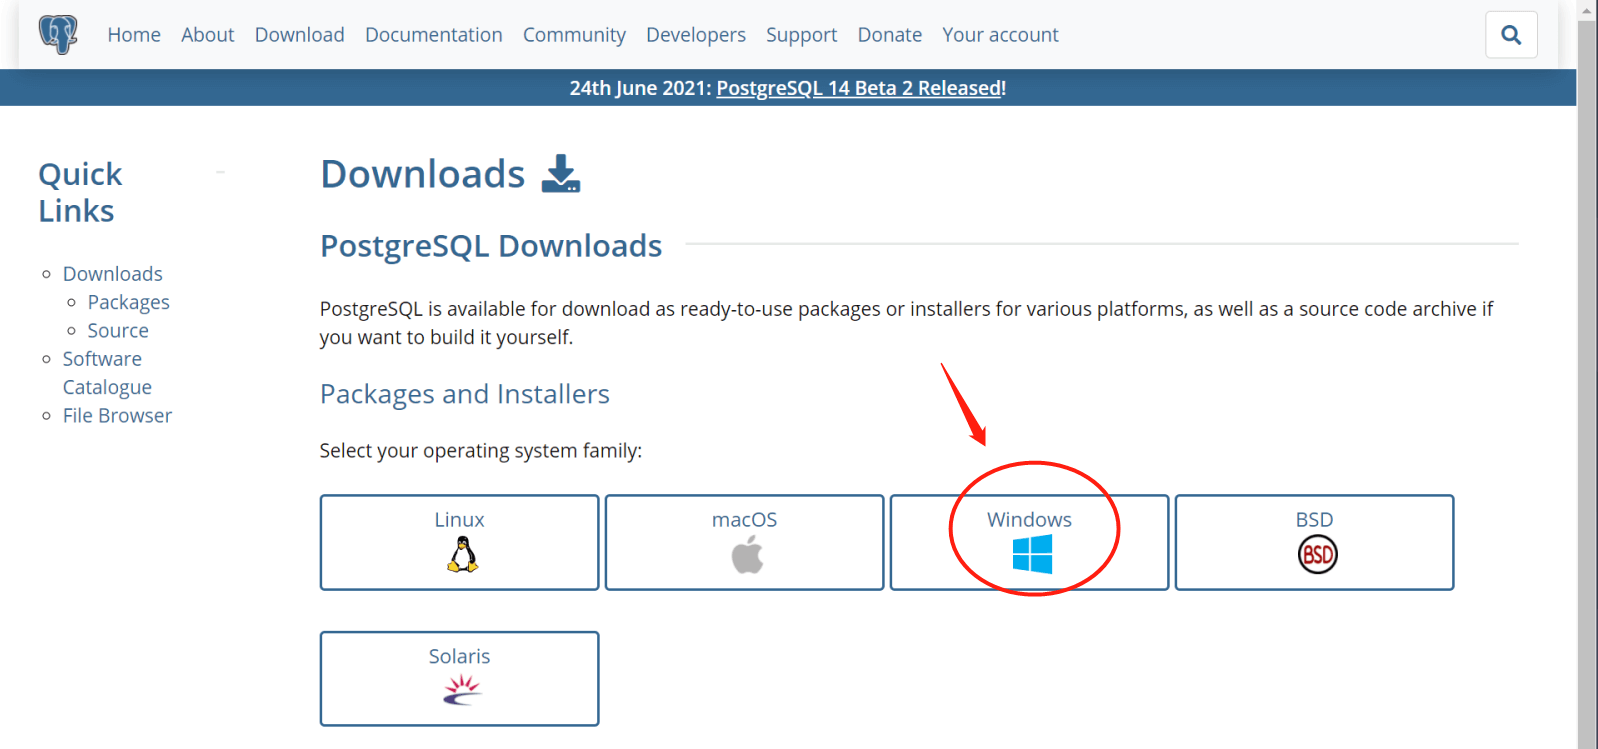 Home About Download Documentation Community Developers Support Donate Your account
24th June 2021: PostgreSQL 14 Beta 2 Released!
Quick
Links
Downloads
Packages
Source
Software
Catalogue
File Browser
Downloads
PostgreSQL Downloads
PostgreSQL is available for download as ready-to-use packages or installers for various platforms, as well as a source code archive if
you want to build it yourself.
Packages and Installers
Select your operating system family:
Linux
macOS
Windows
BSD
BSD
Solaris